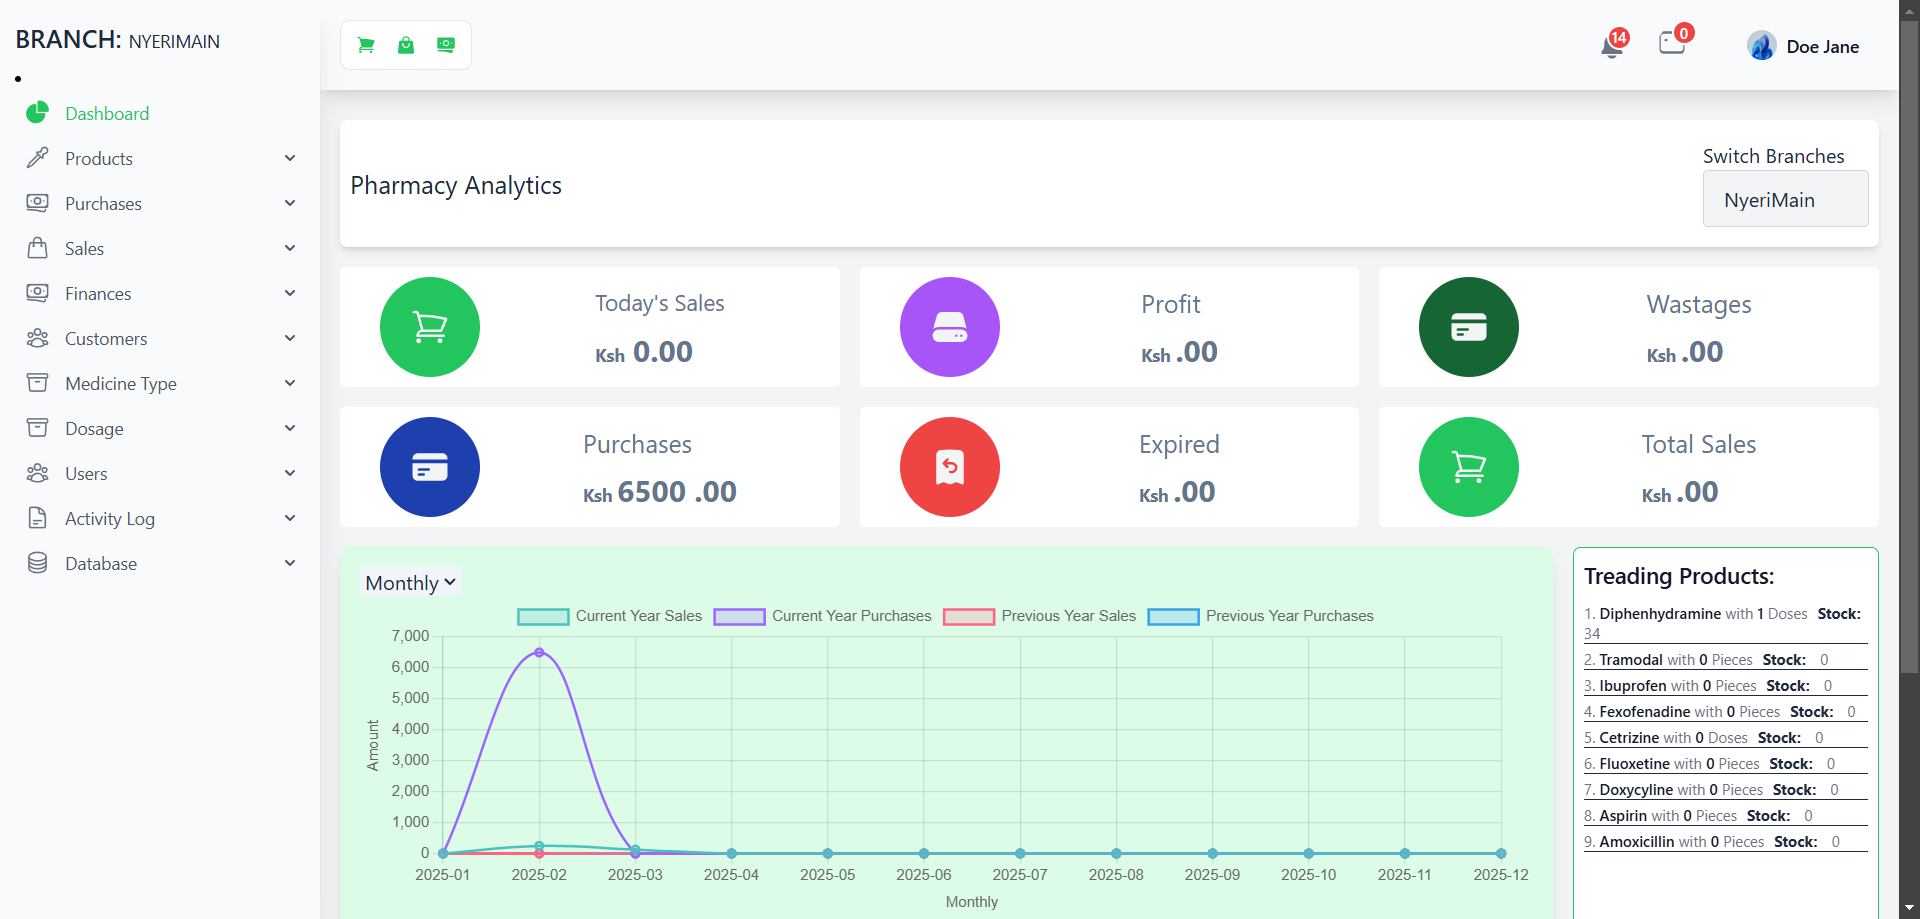 BRANCH: NYERIMAIN
Dashboard
Products
Purchases
Sales
Finances
Customers
Medicine Type
Dosage
Users
Activity Log
Database
14
0
Doe Jane
Pharmacy Analytics
Switch Branches
NyeriMain
Today's Sales
Ksh 0.00
Profit
Ksh .00
Wastages
Ksh .00
Purchases
Ksh 6500 .00
Expired
Ksh .00
Total Sales
Ksh .00
Monthly
Current Year Sales Current Year Purchases Previous Year Sales Previous Year Purchases
7,000
6,000
5,000
4,000
3,000
2,000
1,000
0
Amount
2025-01 2025-02 2025-03 2025-04 2025-05 2025-06 2025-07 2025-08 2025-09 2025-10 2025-11 2025-12
Monthly
Treading Products:
1. Diphenhydramine with 1 Doses Stock:
34
2. Tramodal with 0 Pieces Stock: 0
3. Ibuprofen with 0 Pieces Stock: 0
4. Fexofenadine with 0 Pieces Stock: 0
5. Cetrizine with 0 Doses Stock: 0
6. Fluoxetine with 0 Pieces Stock: 0
7. Doxycyline with 0 Pieces Stock: 0
8. Aspirin with 0 Pieces Stock: 0
9. Amoxicillin with 0 Pieces Stock: 0